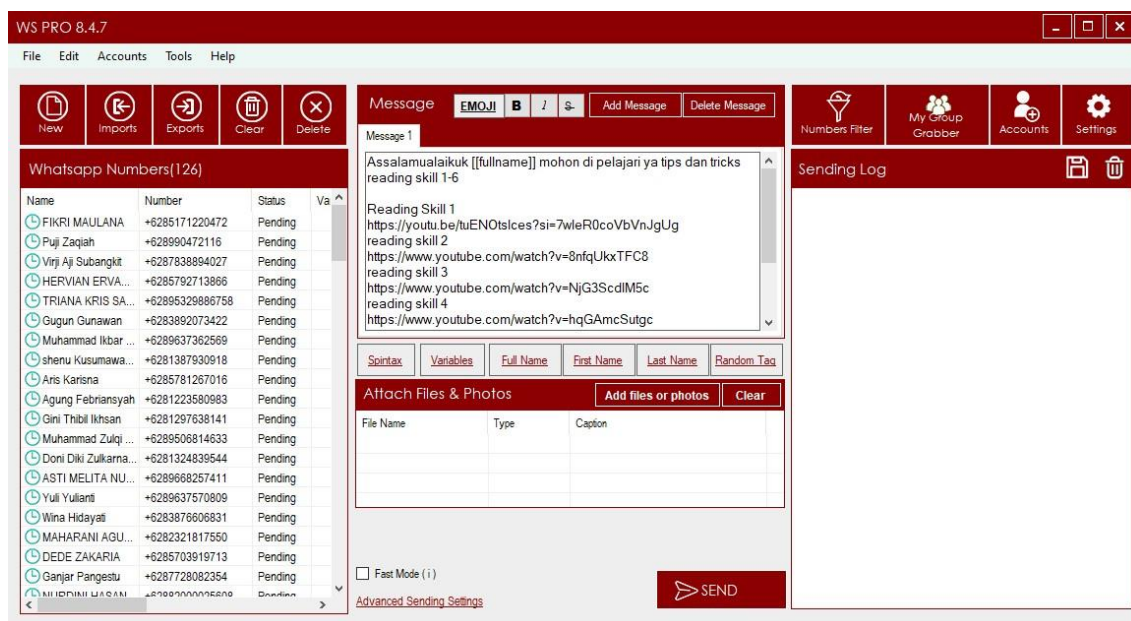 WS PRO 8.4.7
File Edit Accounts Tools Help
New Imports Exports Clear Delete
Whatsapp Numbers(126)
Name Number Status Va
FIKRI MAULANA +6285171220472 Pending
Puji Zaqiah +628990472116 Pending
Virji Aji Subangkit +6287838894027 Pending
HERVIAN ERVA... +6285792713866 Pending
TRIANA KRIS SA... +62895329886758 Pending
Gugun Gunawan +6283892073422 Pending
Muhammad Ikbar ... +6289637362569 Pending
shenu Kusumawa... +6281387930918 Pending
Aris Karisna +6285781267016 Pending
Agung Febriansyah +6281223580983 Pending
Gini Thibil Ikhsan +6281297638141 Pending
Muhammad Zulqi ... +6289506814633 Pending
Doni Diki Zulkarna... +6281324839544 Pending
ASTI MELITA NU... +6289668257411 Pending
Yuli Yulianti +6289637570809 Pending
Wina Hidayati +6283876606831 Pending
MAHARANI AGU... +6282321817550 Pending
DEDE ZAKARIA +6285703919713 Pending
Ganjar Pangestu +6287728082354 Pending
Message EMOJI B I S Add Message Delete Message
Message 1
Assalamualaikuk [[fullname]] mohon di pelajari ya tips dan tricks
reading skill 1-6
Reading Skill 1
https://youtu.be/tuENOtsIces?si=7wleR0coVbVnJgUg
reading skill 2
https://www.youtube.com/watch?v=8nfqUkxTFC8
reading skill 3
https://www.youtube.com/watch?v=NjG3ScdlM5c
reading skill 4
https://www.youtube.com/watch?v=hqGAmcSutgc
Spintax Variables Full Name First Name Last Name Random Tag
Attach Files & Photos Add files or photos Clear
File Name Type Caption
Fast Mode ( i )
Advanced Sending Settings
SEND
Numbers Filter My Group Grabber Accounts Settings
Sending Log